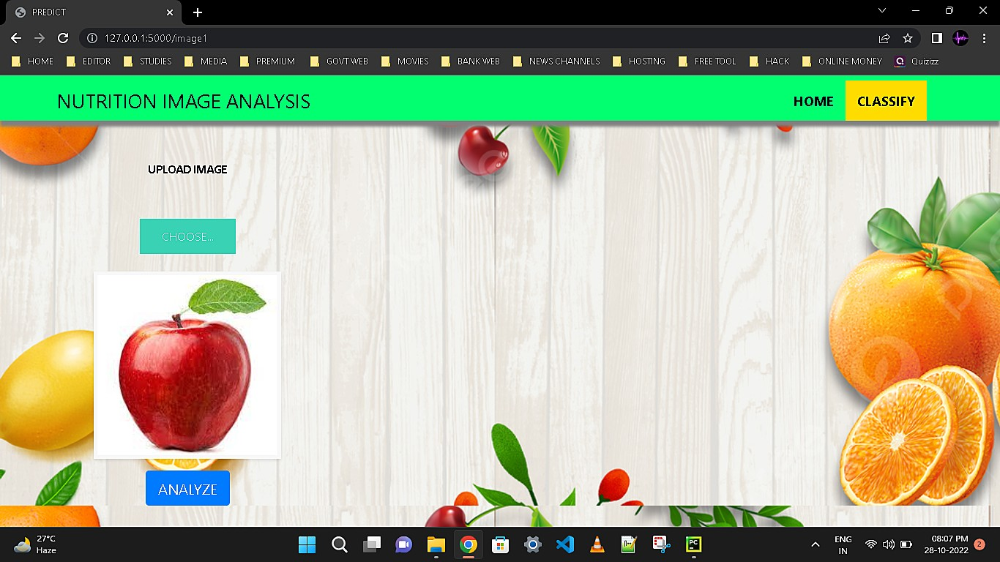 PREDICT
127.0.0.1:5000/image1
HOME EDITOR STUDIES MEDIA PREMIUM GOVT WEB MOVIES BANK WEB NEWS CHANNELS HOSTING FREE TOOL HACK ONLINE MONEY Quizizz
NUTRITION IMAGE ANALYSIS HOME CLASSIFY
UPLOAD IMAGE
CHOOSE...
ANALYZE
27°C
Haze
ENG
IN
08:07 PM
28-10-2022
2
PC